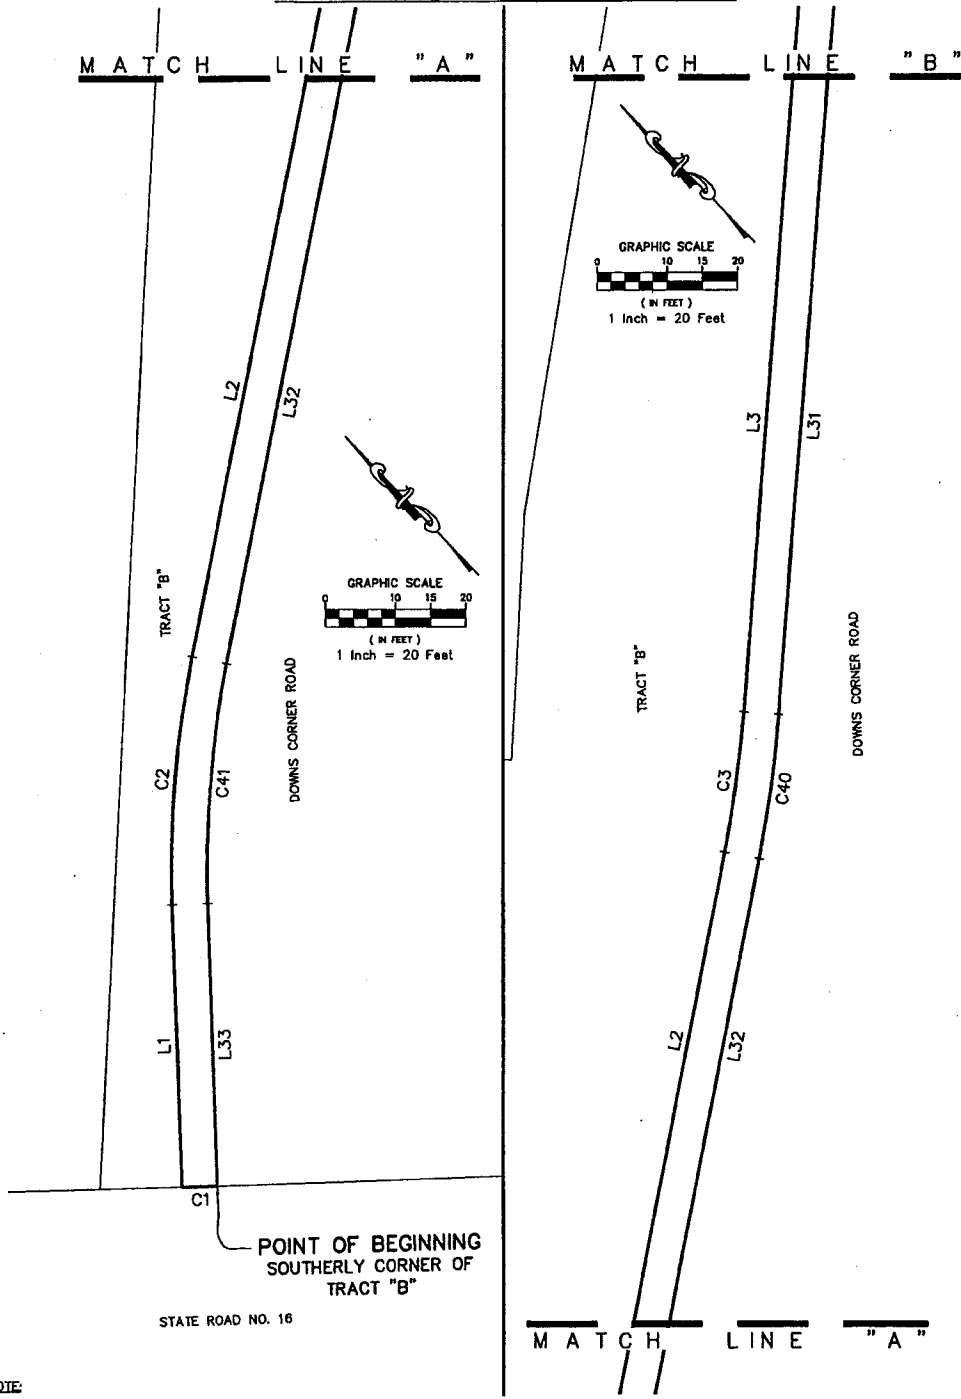 MATCH LINE "A"
L2
L32
GRAPHIC SCALE
0 10 15 20
( IN FEET )
1 Inch = 20 Feet
TRACT "B"
DOWNS CORNER ROAD
C2
C41
L1
L33
C1
POINT OF BEGINNING
SOUTHERLY CORNER OF
TRACT "B"
STATE ROAD NO. 16
MATCH LINE "B"
GRAPHIC SCALE
0 10 15 20
( IN FEET )
1 Inch = 20 Feet
L3
L31
TRACT "B"
DOWNS CORNER ROAD
C3
C40
L2
L32
MATCH LINE "A"